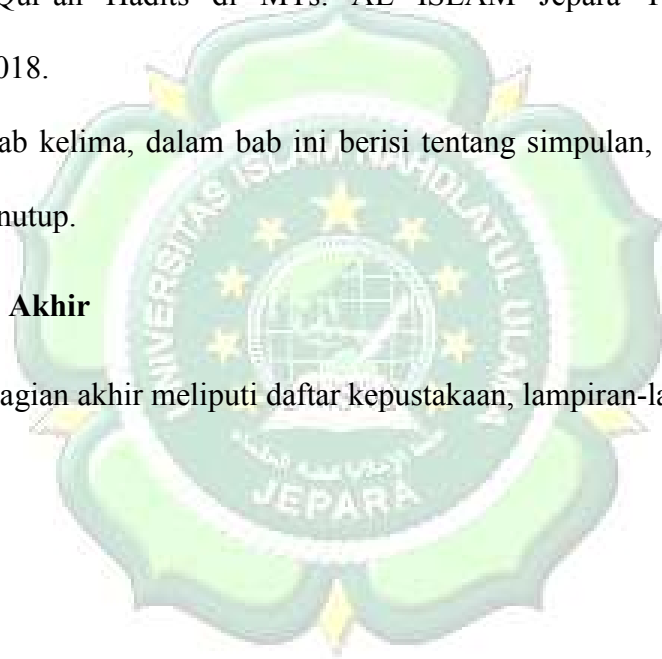 Qur'an Hadits di MTs. AL ISLAM Jepara
018.
ab kelima, dalam bab ini berisi tentang simpulan,
nutup.
Akhir
agian akhir meliputi daftar kepustakaan, lampiran-la
UNIVERSITAS ISLAM NAHDLATUL ULAMA
JEPARA